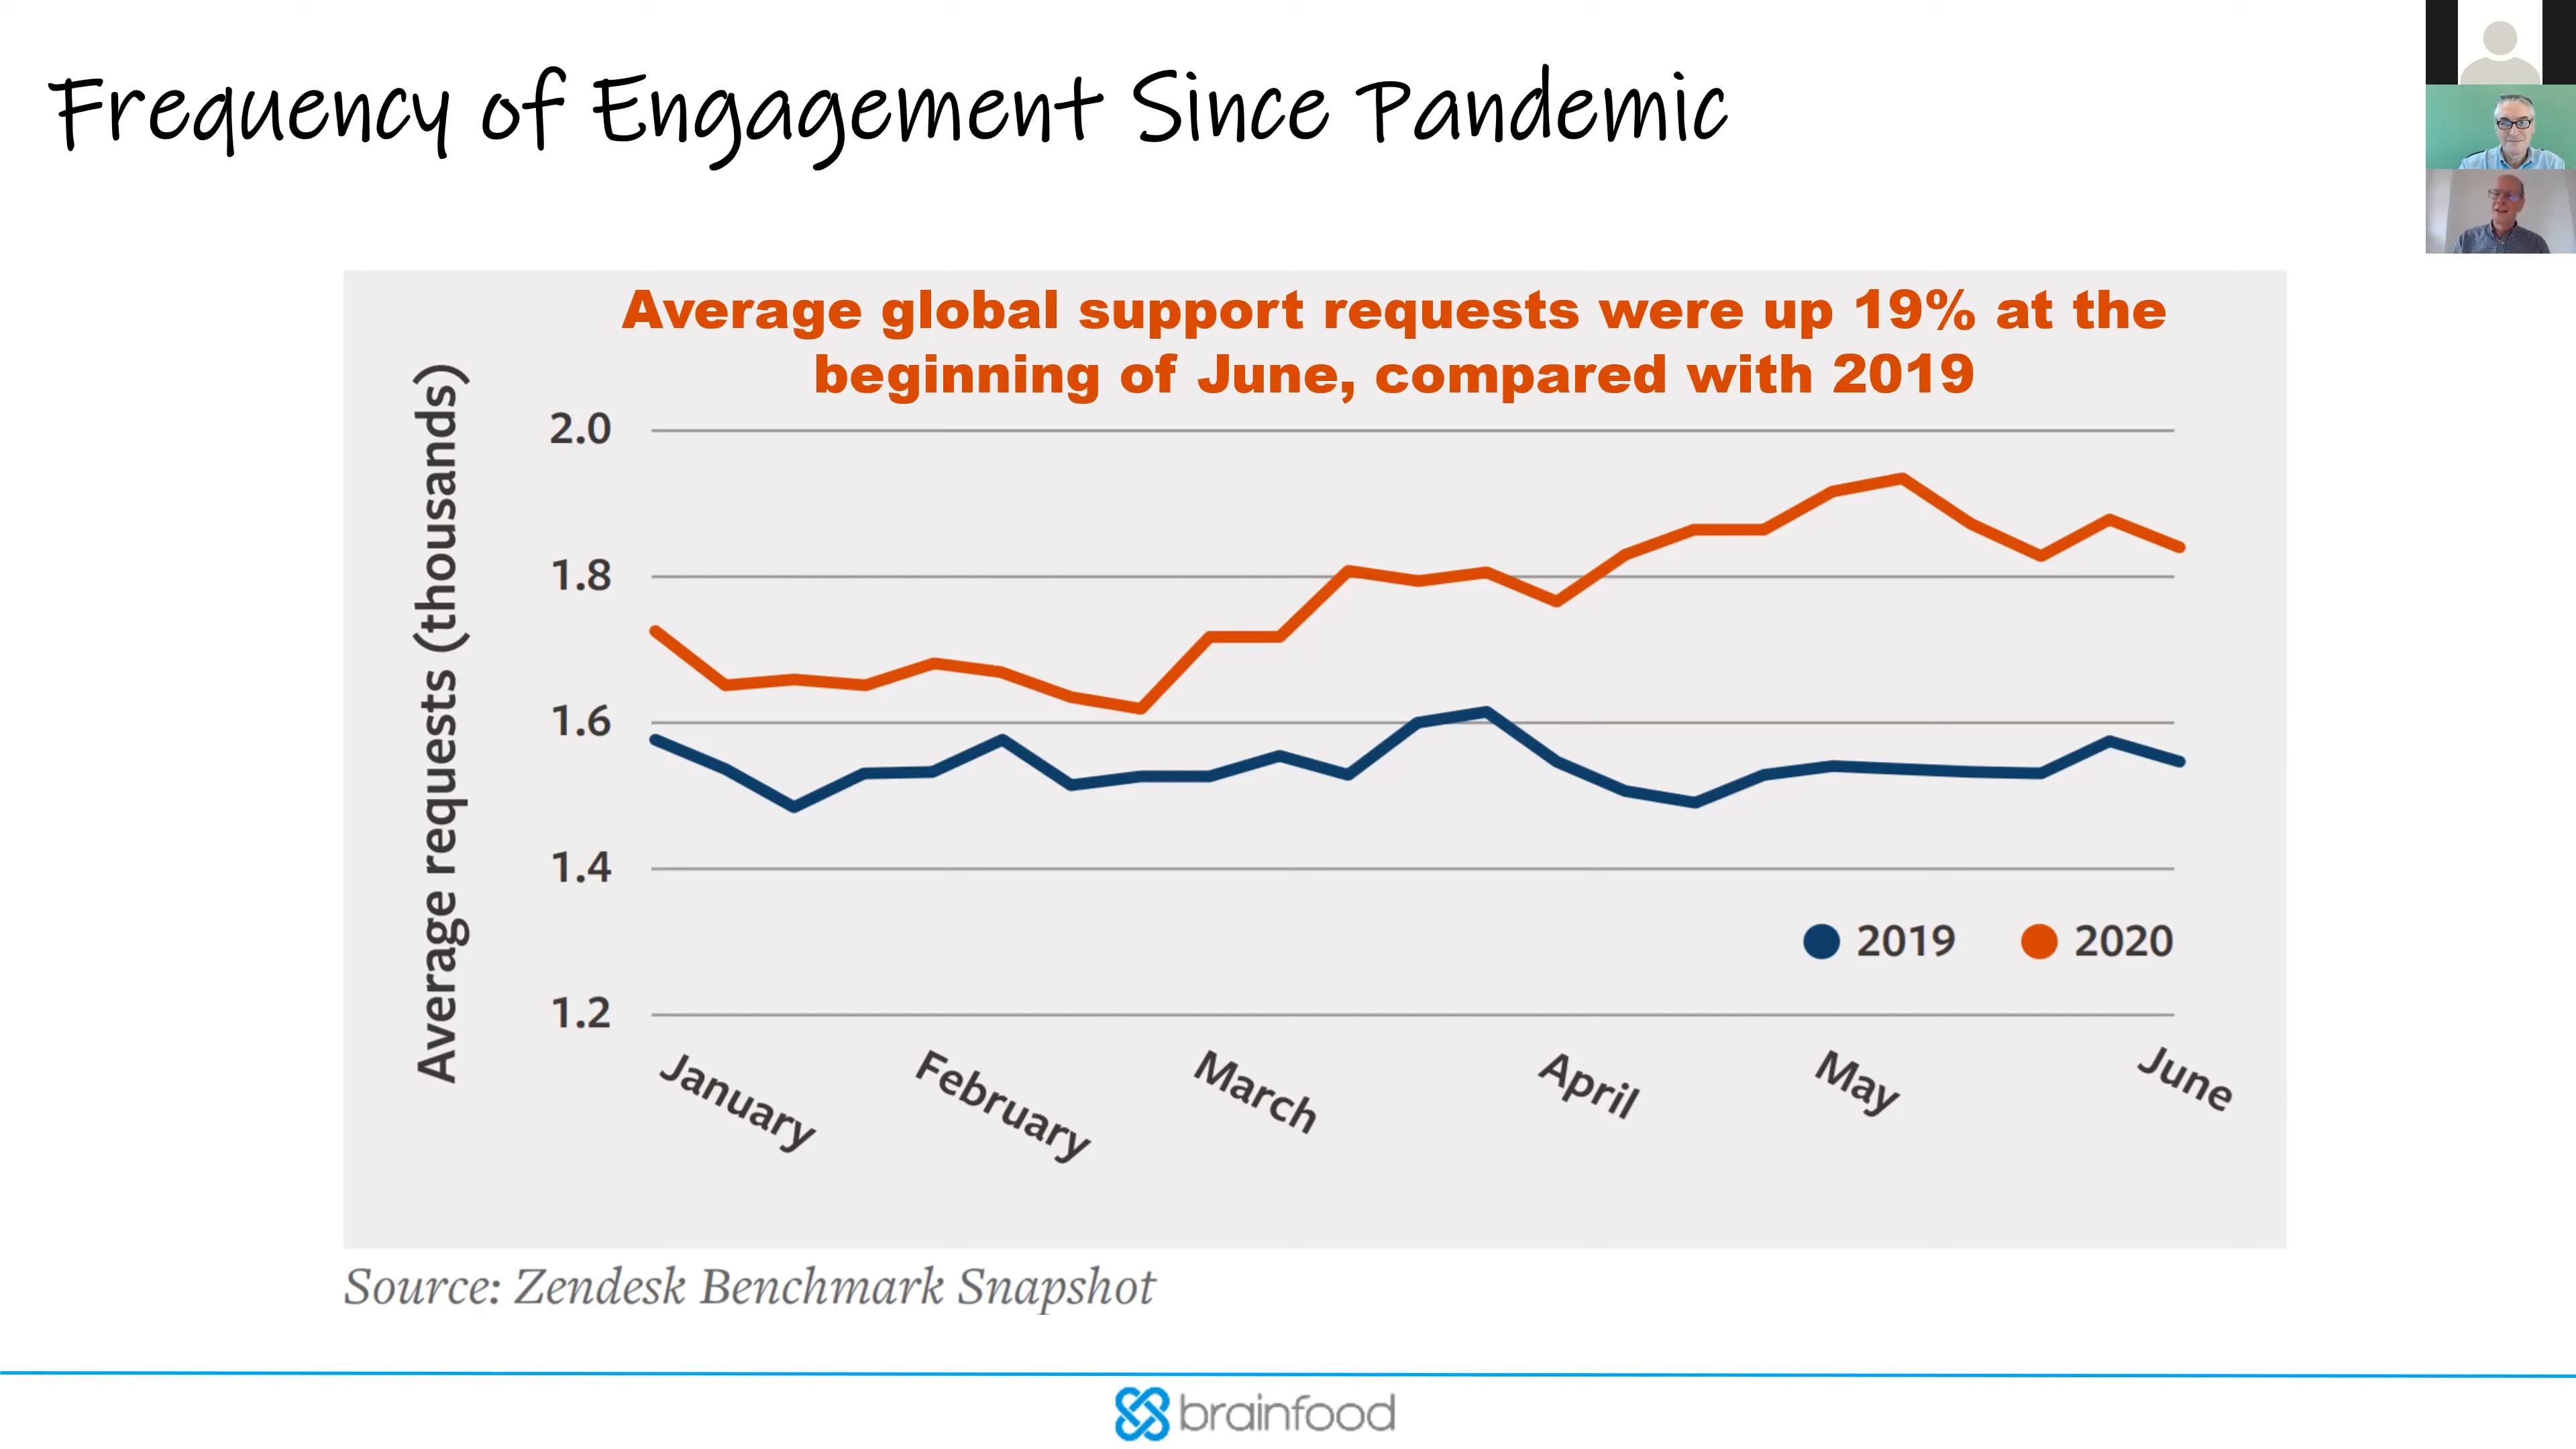 Frequency of Engagement Since Pandemic
Average global support requests were up 19% at the
beginning of June, compared with 2019
Average requests (thousands)
2.0
1.8
1.6
1.4
1.2
2019
2020
January
February
March
April
May
June
Source: Zendesk Benchmark Snapshot
brainfood